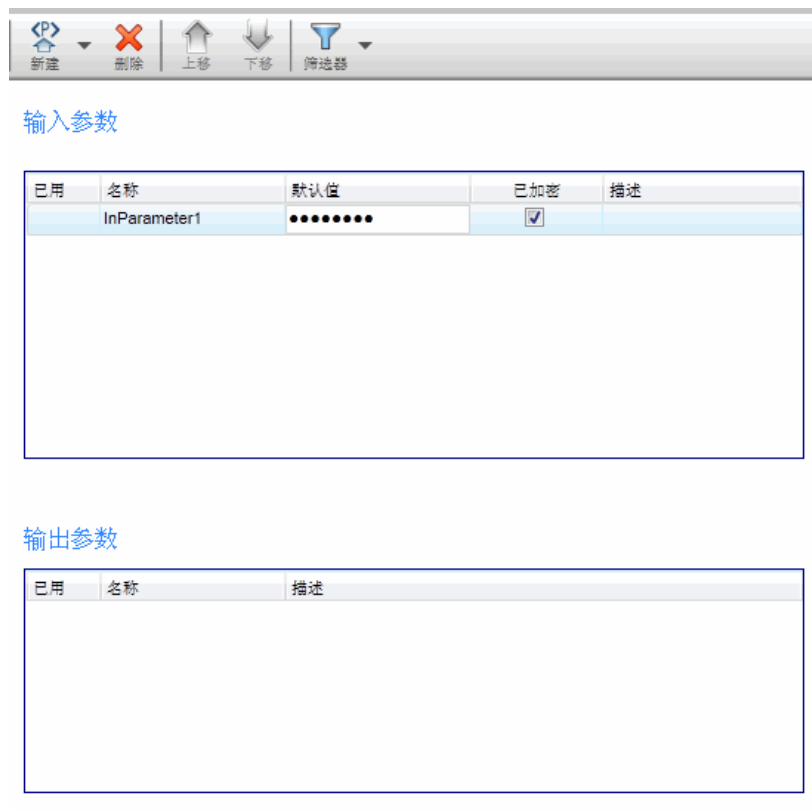 <P>
新建 删除 上移 下移 筛选器
输入参数
已用 名称 默认值 已加密 描述
InParameter1 ●●●●●●●●
输出参数
已用 名称 描述